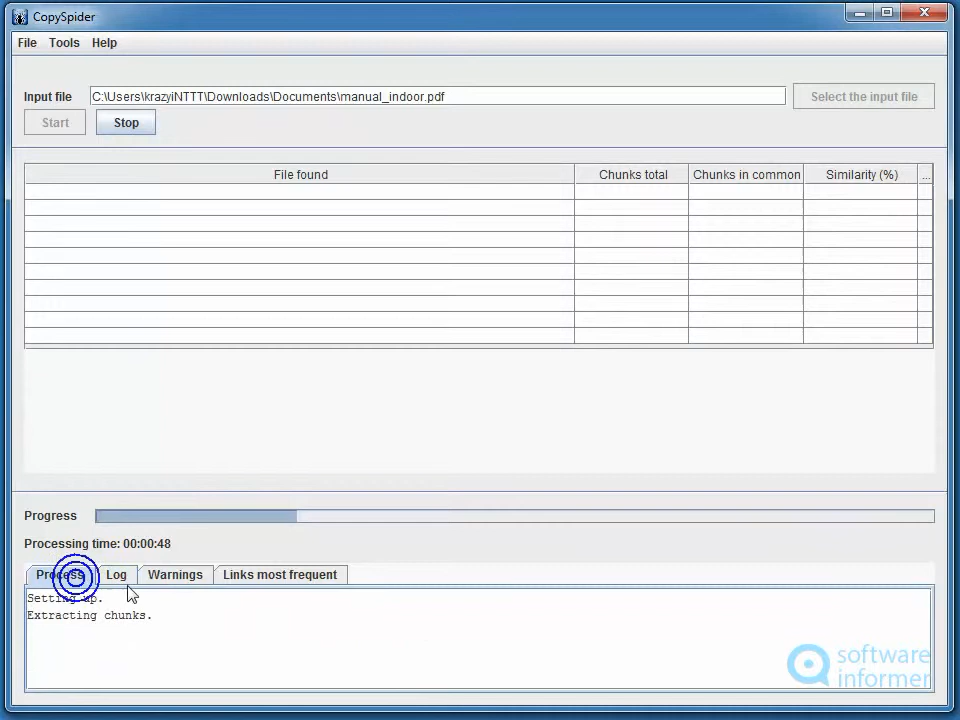 CopySpider
File Tools Help
Input file C:\Users\krazyiNTTT\Downloads\Documents\manual_indoor.pdf Select the input file
Start Stop
File found Chunks total Chunks in common Similarity (%) ...
Progress
Processing time: 00:00:48
Process Log Warnings Links most frequent
Setting up.
Extracting chunks.
software
informer